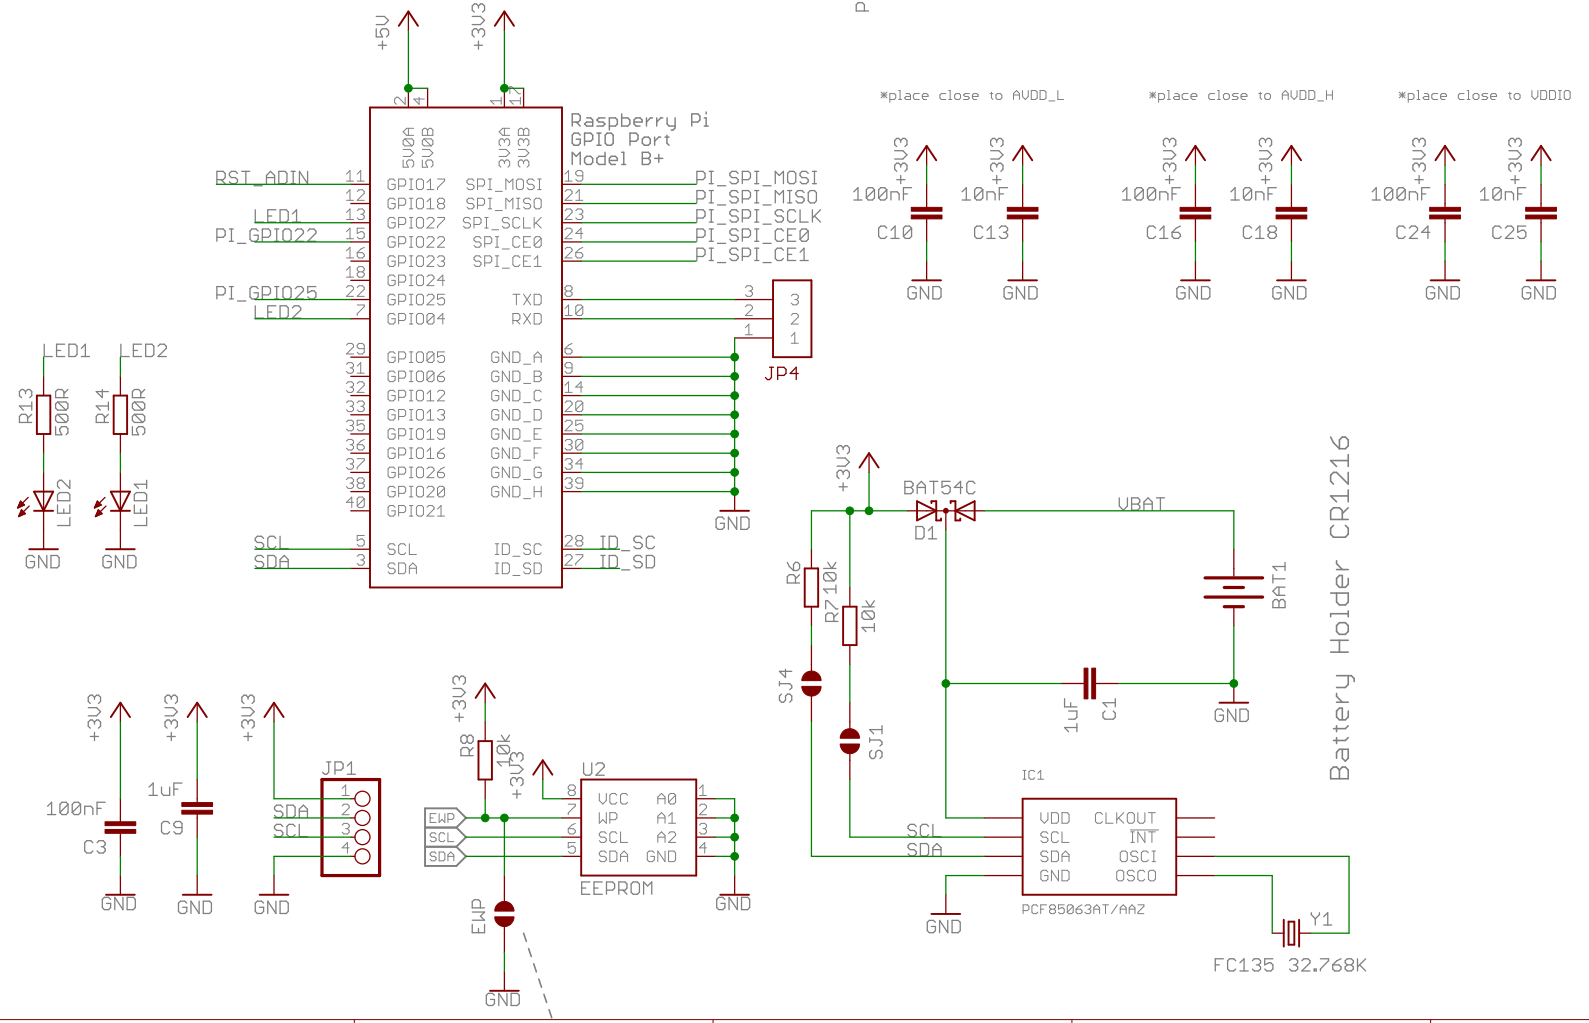 P
+5V
+3V3
2
4
1
17
Raspberry Pi
GPIO Port
Model B+
5V0A
5V0B
3V3A
3V3B
RST_ADIN 11 GPIO17 SPI_MOSI 19 PI_SPI_MOSI
12 GPIO18 SPI_MISO 21 PI_SPI_MISO
LED1 13 GPIO27 SPI_SCLK 23 PI_SPI_SCLK
PI_GPIO22 15 GPIO22 SPI_CE0 24 PI_SPI_CE0
16 GPIO23 SPI_CE1 26 PI_SPI_CE1
18 GPIO24
PI_GPIO25 22 GPIO25 TXD 8 3 3
LED2 7 GPIO04 RXD 10 2 2
1 1
JP4
29 GPIO05 GND_A 6
31 GPIO06 GND_B 9
32 GPIO12 GND_C 14
33 GPIO13 GND_D 20
35 GPIO19 GND_E 25
36 GPIO16 GND_F 30
37 GPIO26 GND_G 34
38 GPIO20 GND_H 39
40 GPIO21
GND
SCL 5 SCL ID_SC 28 ID_SC
SDA 3 SDA ID_SD 27 ID_SD
*place close to AVDD_L
+3V3
+3V3
100nF
10nF
C10
C13
GND
GND
*place close to AVDD_H
+3V3
+3V3
100nF
10nF
C16
C18
GND
GND
*place close to VDDIO
+3V3
+3V3
100nF
10nF
C24
C25
GND
GND
LED1
LED2
R13
500R
R14
500R
LED2
LED1
GND
GND
+3V3
BAT54C
D1
VBAT
R6
10k
R7
10k
SJ4
SJ1
BAT1
1uF
C1
GND
Battery Holder CR1216
IC1
VDD CLKOUT
SCL SCL INT
SDA SDA OSCI
GND OSCO
PCF85063AT/AAZ
GND
Y1
FC135 32.768K
+3V3
+3V3
+3V3
100nF
C3
1uF
C9
GND
GND
JP1
1
SDA 2
SCL 3
4
GND
+3V3
R8
10k
+3V3
U2
8 VCC A0 1
EWP 7 WP A1 2
SCL 6 SCL A2 3
SDA 5 SDA GND 4
EEPROM
EWP
GND
GND